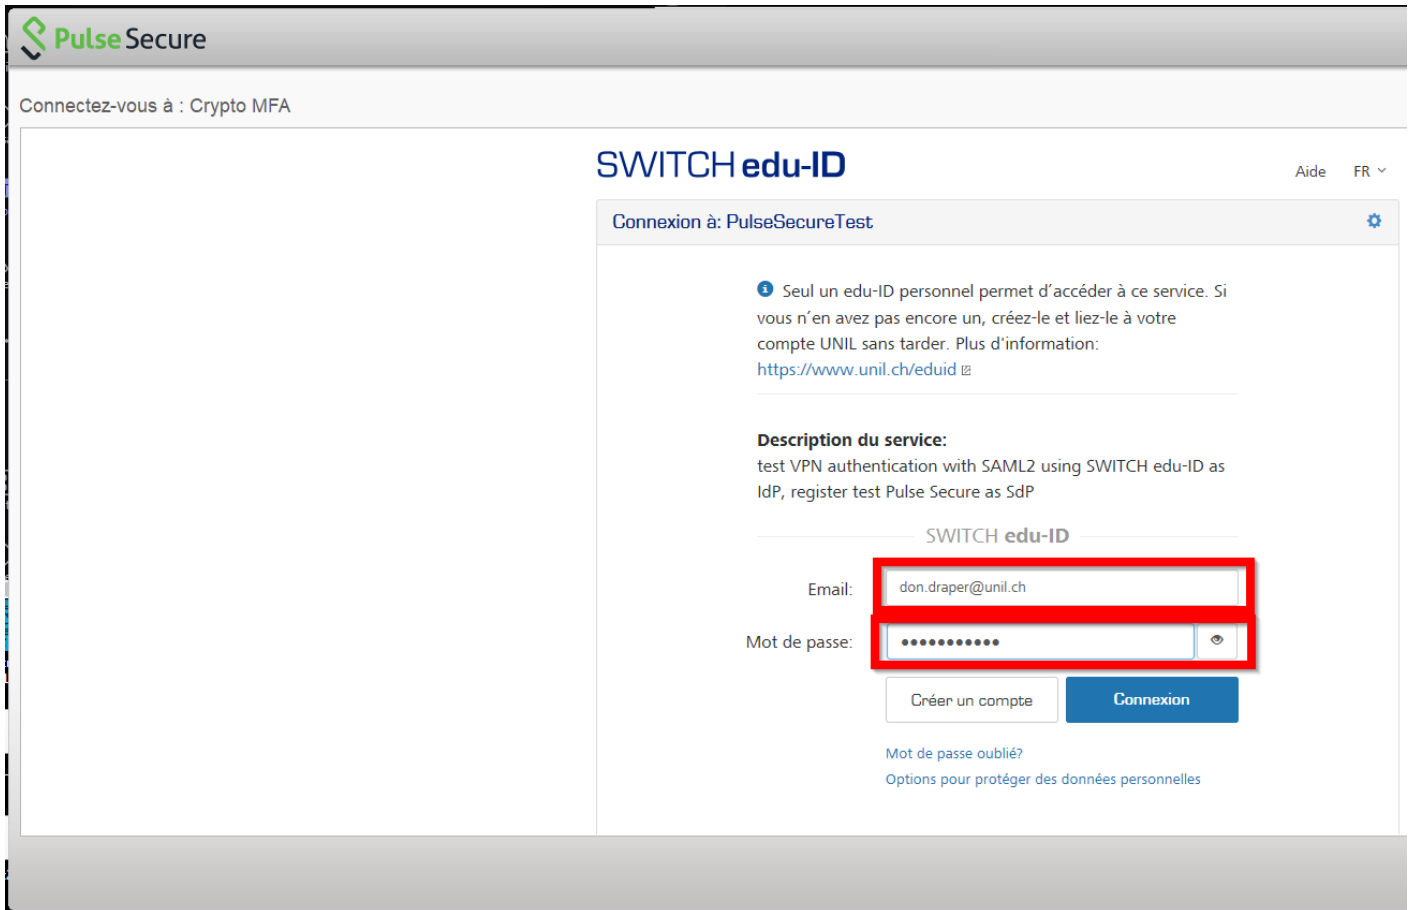 Pulse Secure
Connectez-vous à : Crypto MFA
SWITCH edu-ID
Aide FR
Connexion à: PulseSecureTest
Seul un edu-ID personnel permet d´accéder à ce service. Si
vous n´en avez pas encore un, créez-le et liez-le à votre
compte UNIL sans tarder. Plus d'information:
https://www.unil.ch/eduid
Description du service:
test VPN authentication with SAML2 using SWITCH edu-ID as
IdP, register test Pulse Secure as SdP
SWITCH edu-ID
Email: don.draper@unil.ch
Mot de passe: •••••••••••
Créer un compte Connexion
Mot de passe oublié?
Options pour protéger des données personnelles